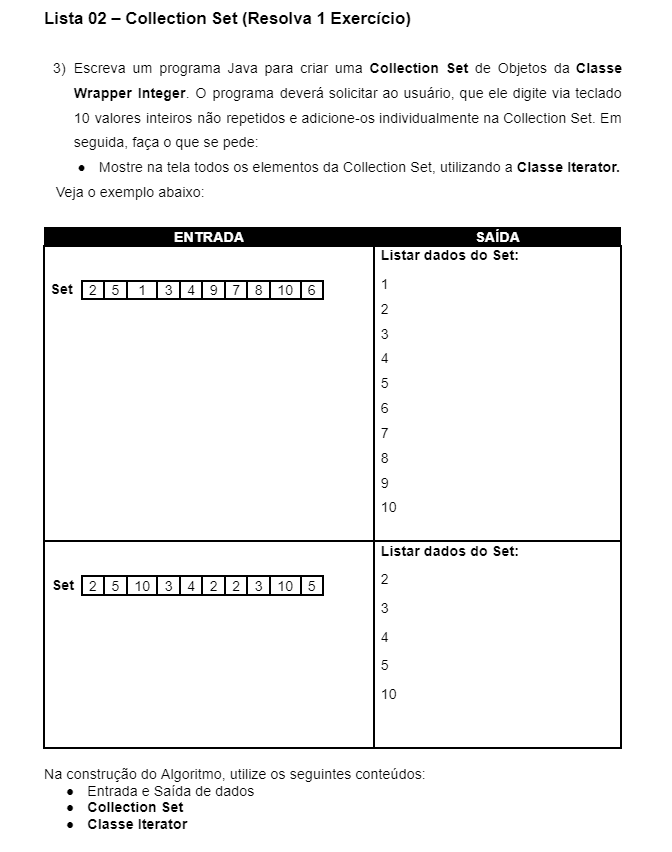 Lista 02 – Collection Set (Resolva 1 Exercício)
3) Escreva um programa Java para criar uma Collection Set de Objetos da Classe
Wrapper Integer. O programa deverá solicitar ao usuário, que ele digite via teclado
10 valores inteiros não repetidos e adicione-os individualmente na Collection Set. Em
seguida, faça o que se pede:
● Mostre na tela todos os elementos da Collection Set, utilizando a Classe Iterator.
Veja o exemplo abaixo:
ENTRADA SAÍDA
Listar dados do Set:
Set 2 5 1 3 4 9 7 8 10 6
1
2
3
4
5
6
7
8
9
10
Listar dados do Set:
Set 2 5 10 3 4 2 2 3 10 5
2
3
4
5
10
Na construção do Algoritmo, utilize os seguintes conteúdos:
● Entrada e Saída de dados
● Collection Set
● Classe Iterator